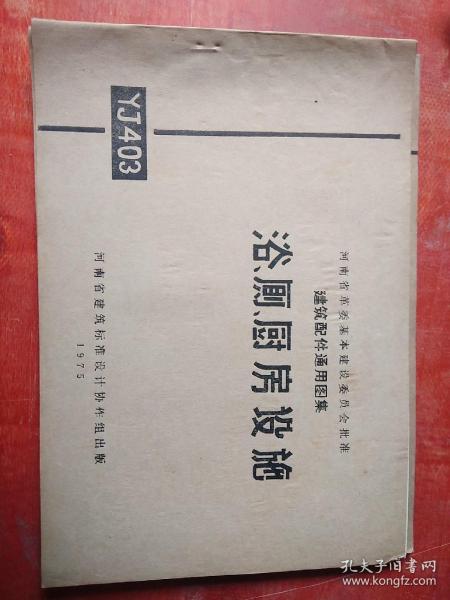 河南省革委基本建设委员会批准
建筑配件通用图集
YJ403
浴、厕、厨房设施
河南省建筑标准设计协作组出版
1975
孔夫子旧书网
www.kongfz.com